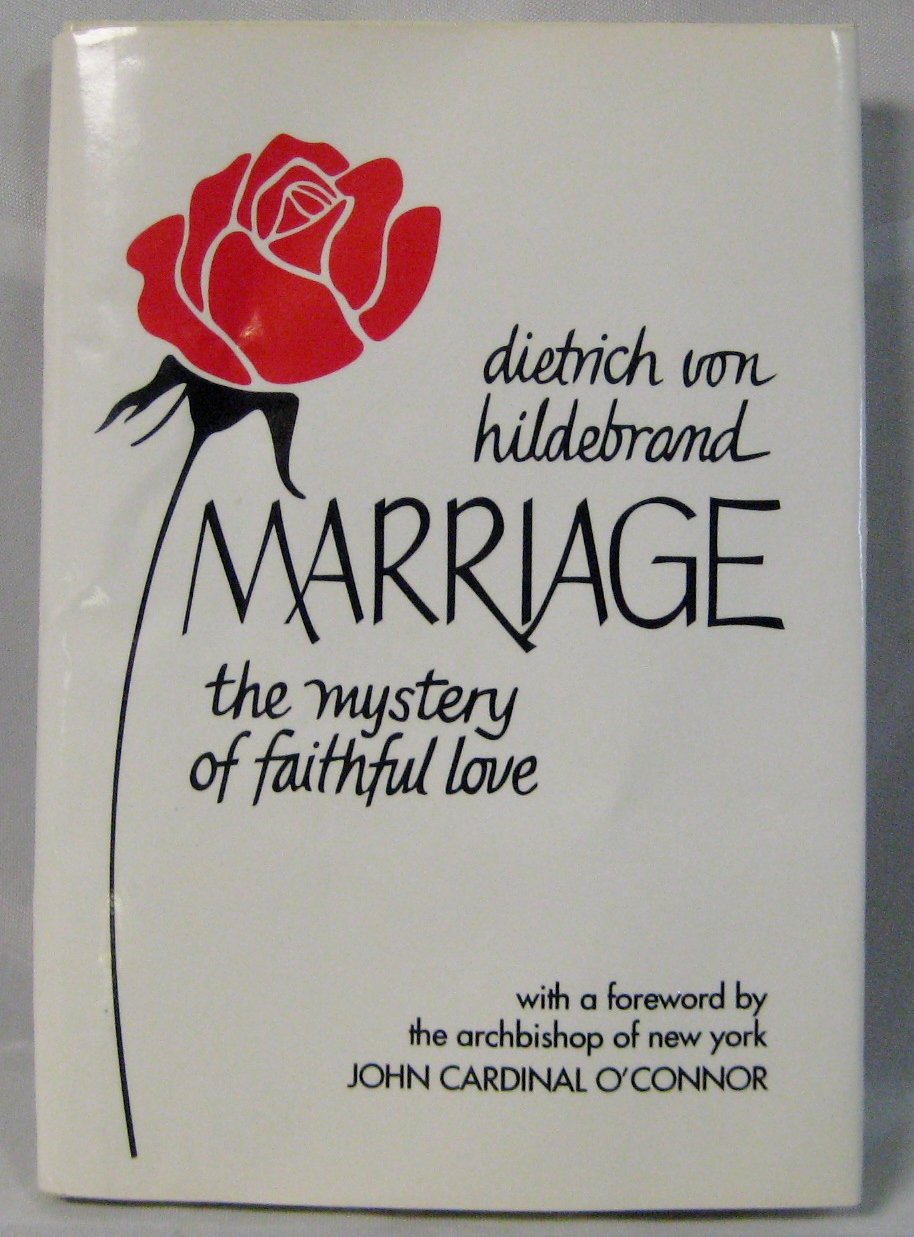 dietrich von
hildebrand
MARRIAGE
the mystery
of faithful love
with a foreword by
the archbishop of new york
JOHN CARDINAL O'CONNOR